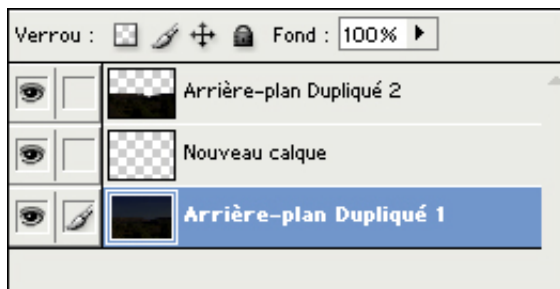 Verrou : Fond : 100%
Arrière-plan Dupliqué 2
Nouveau calque
Arrière-plan Dupliqué 1